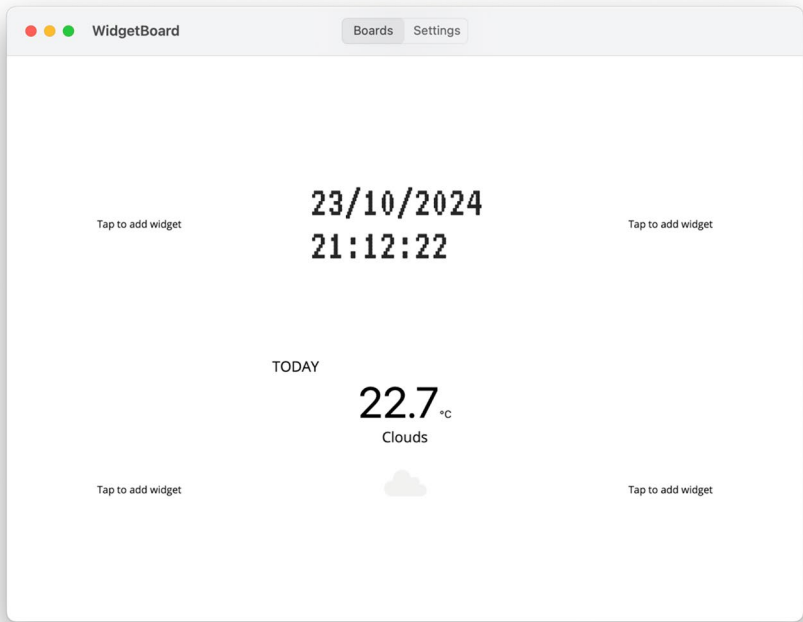 WidgetBoard
Boards
Settings
Tap to add widget
23/10/2024
21:12:22
Tap to add widget
TODAY
22.7 °C
Clouds
Tap to add widget
Tap to add widget